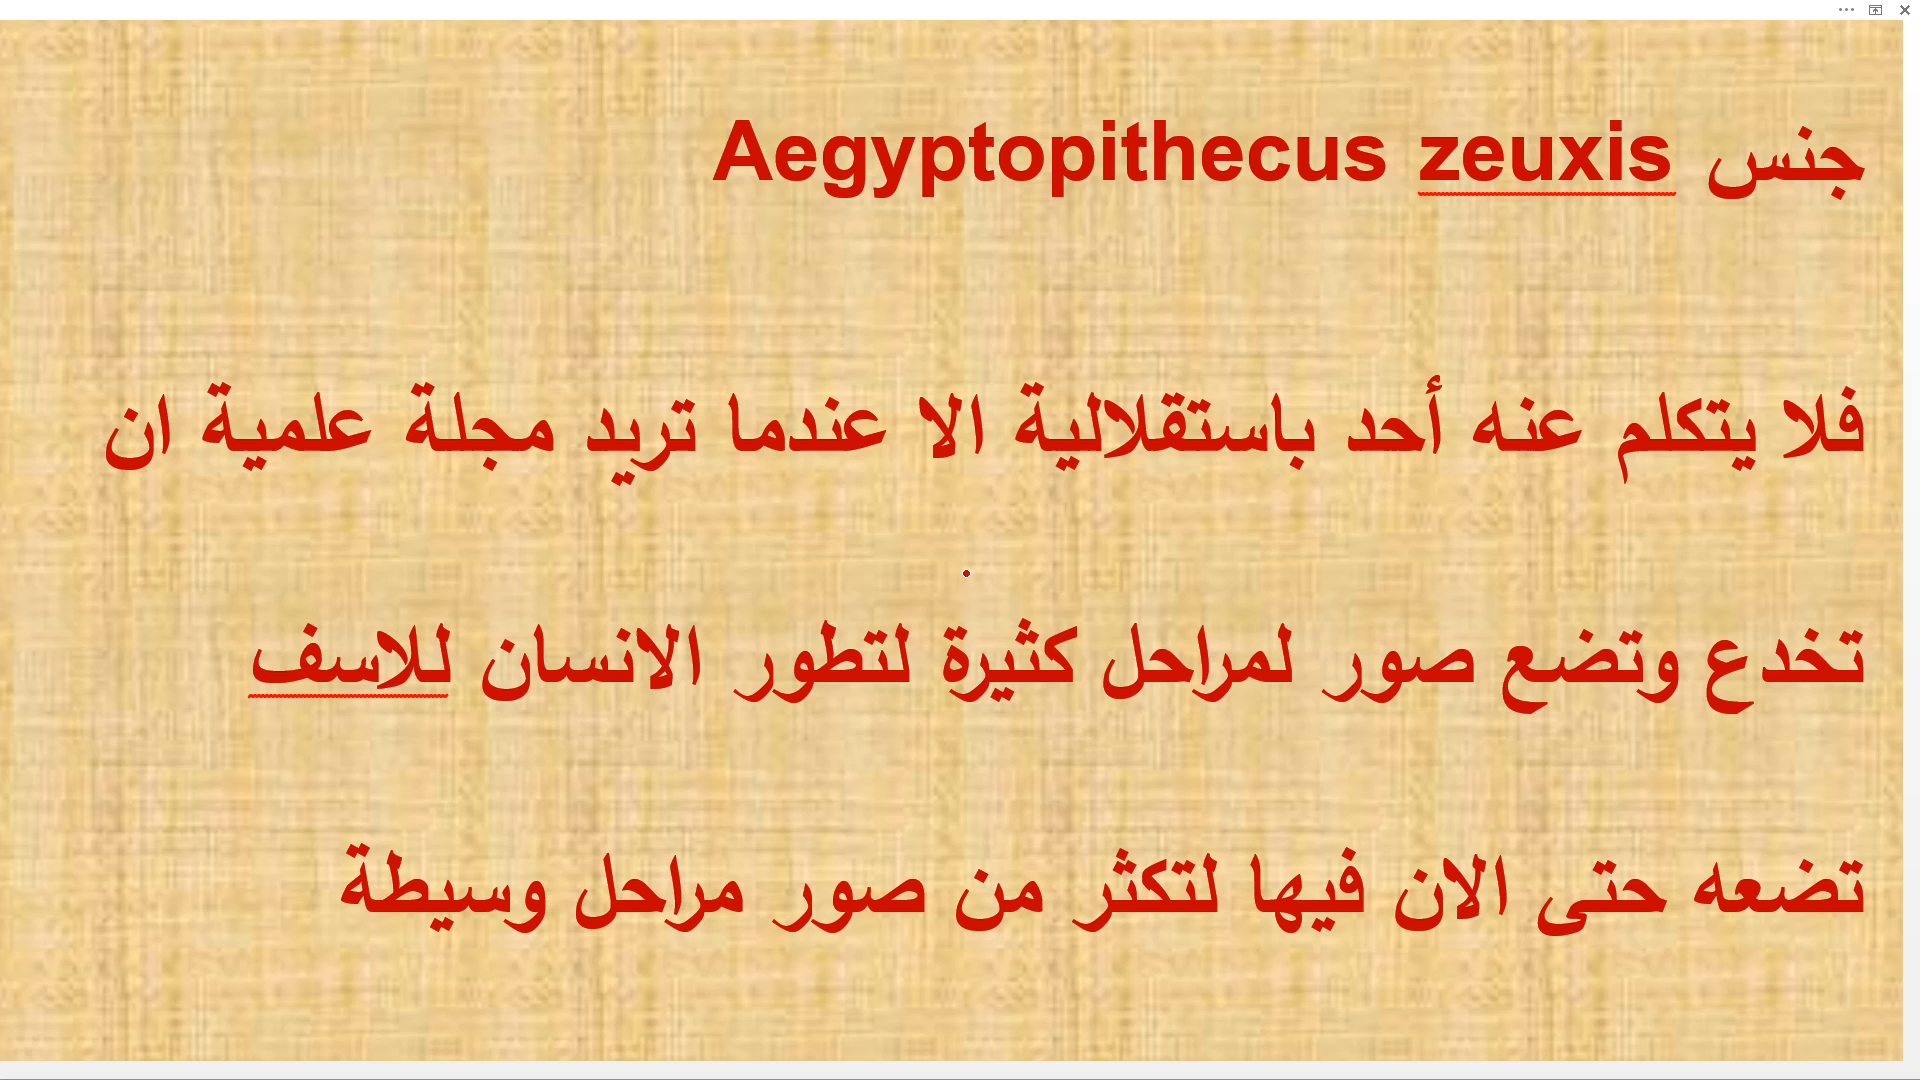 جنس Aegyptopithecus zeuxis
فلا يتكلم عنه أحد باستقلالية الا عندما تريد مجلة علمية ان
تخدع وتضع صور لمراحل كثيرة لتطور الانسان للاسف
تضعه حتى الان فيها لتكثر من صور مراحل وسيطة